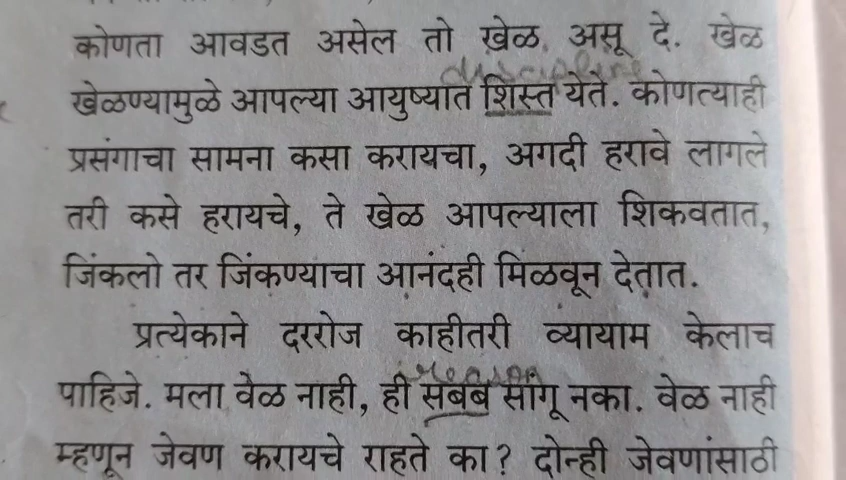 कोणता आवडत असेल तो खेळ असू दे. खेळ
discipline
खेळण्यामुळे आपल्या आयुष्यात शिस्त येते. कोणत्याही
प्रसंगाचा सामना कसा करायचा, अगदी हरावे लागले
तरी कसे हरायचे, ते खेळ आपल्याला शिकवतात,
जिंकलो तर जिंकण्याचा आनंदही मिळवून देतात.
प्रत्येकाने दररोज काहीतरी व्यायाम केलाच
reason
पाहिजे. मला वेळ नाही, ही सबब सांगू नका. वेळ नाही
म्हणून जेवण करायचे राहते का? दोन्ही जेवणांसाठी